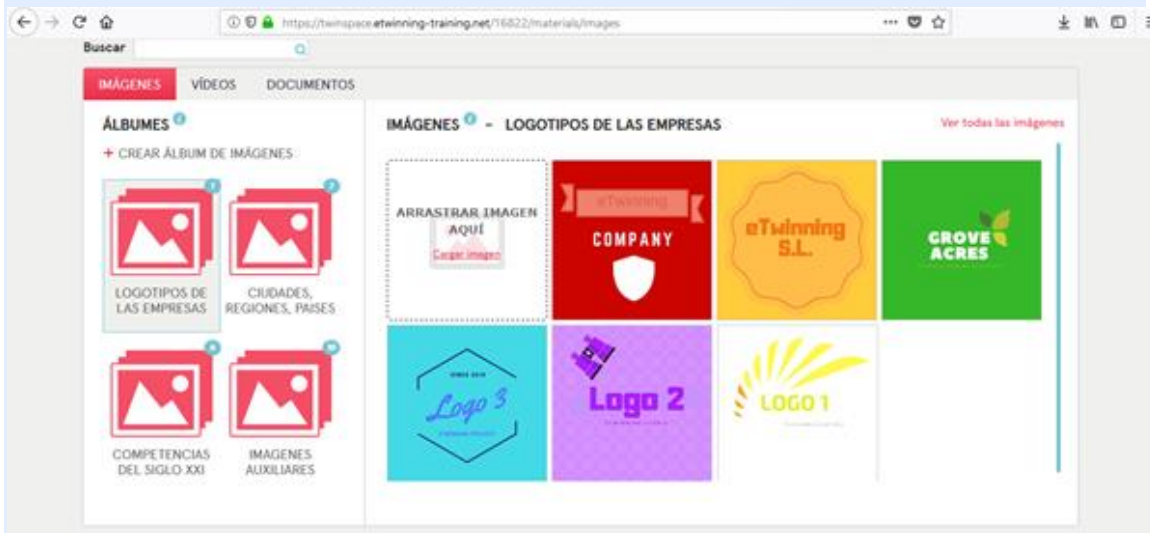 https://twinspace.etwinning-training.net/16822/materials/images
Buscar
IMÁGENES VÍDEOS DOCUMENTOS
ÁLBUMES
+ CREAR ÁLBUM DE IMÁGENES
LOGOTIPOS DE
LAS EMPRESAS
CIUDADES,
REGIONES, PAISES
COMPETENCIAS
DEL SIGLO XXI
IMAGENES
AUXILIARES
IMÁGENES - LOGOTIPOS DE LAS EMPRESAS
Ver todas las imágenes
ARRASTRAR IMAGEN
AQUÍ
Cargar imagen
eTwinning
COMPANY
eTwinning
S.L.
GROVE
ACRES
Logo 3
Logo 2
LOGO 1